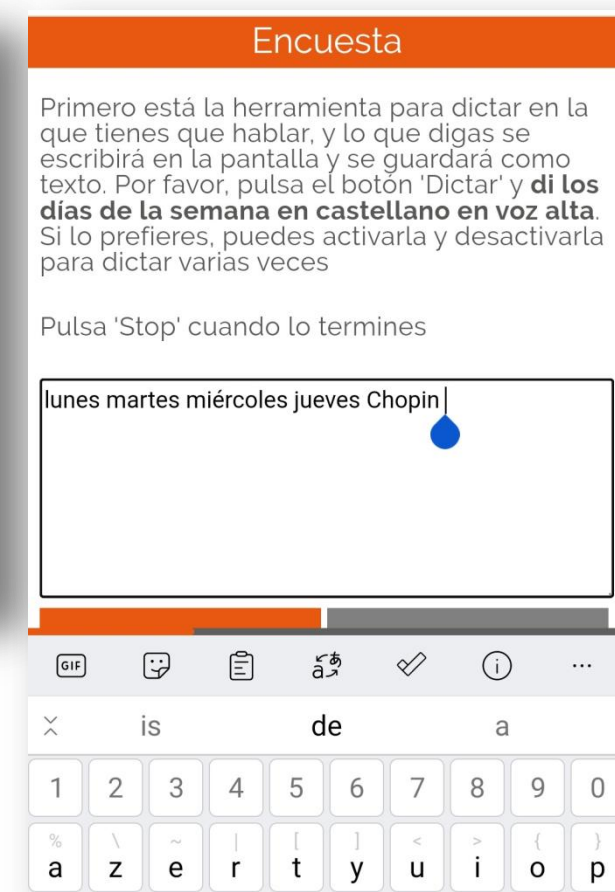 Encuesta
Primero está la herramienta para dictar en la
que tienes que hablar, y lo que digas se
escribirá en la pantalla y se guardará como
texto. Por favor, pulsa el botón 'Dictar' y di los
días de la semana en castellano en voz alta.
Si lo prefieres, puedes activarla y desactivarla
para dictar varias veces
Pulsa 'Stop' cuando lo termines
lunes martes miércoles jueves Chopin
GIF
aあ
is de a
1 2 3 4 5 6 7 8 9 0
% \ ~ | [ ] < > { }
a z e r t y u i o p